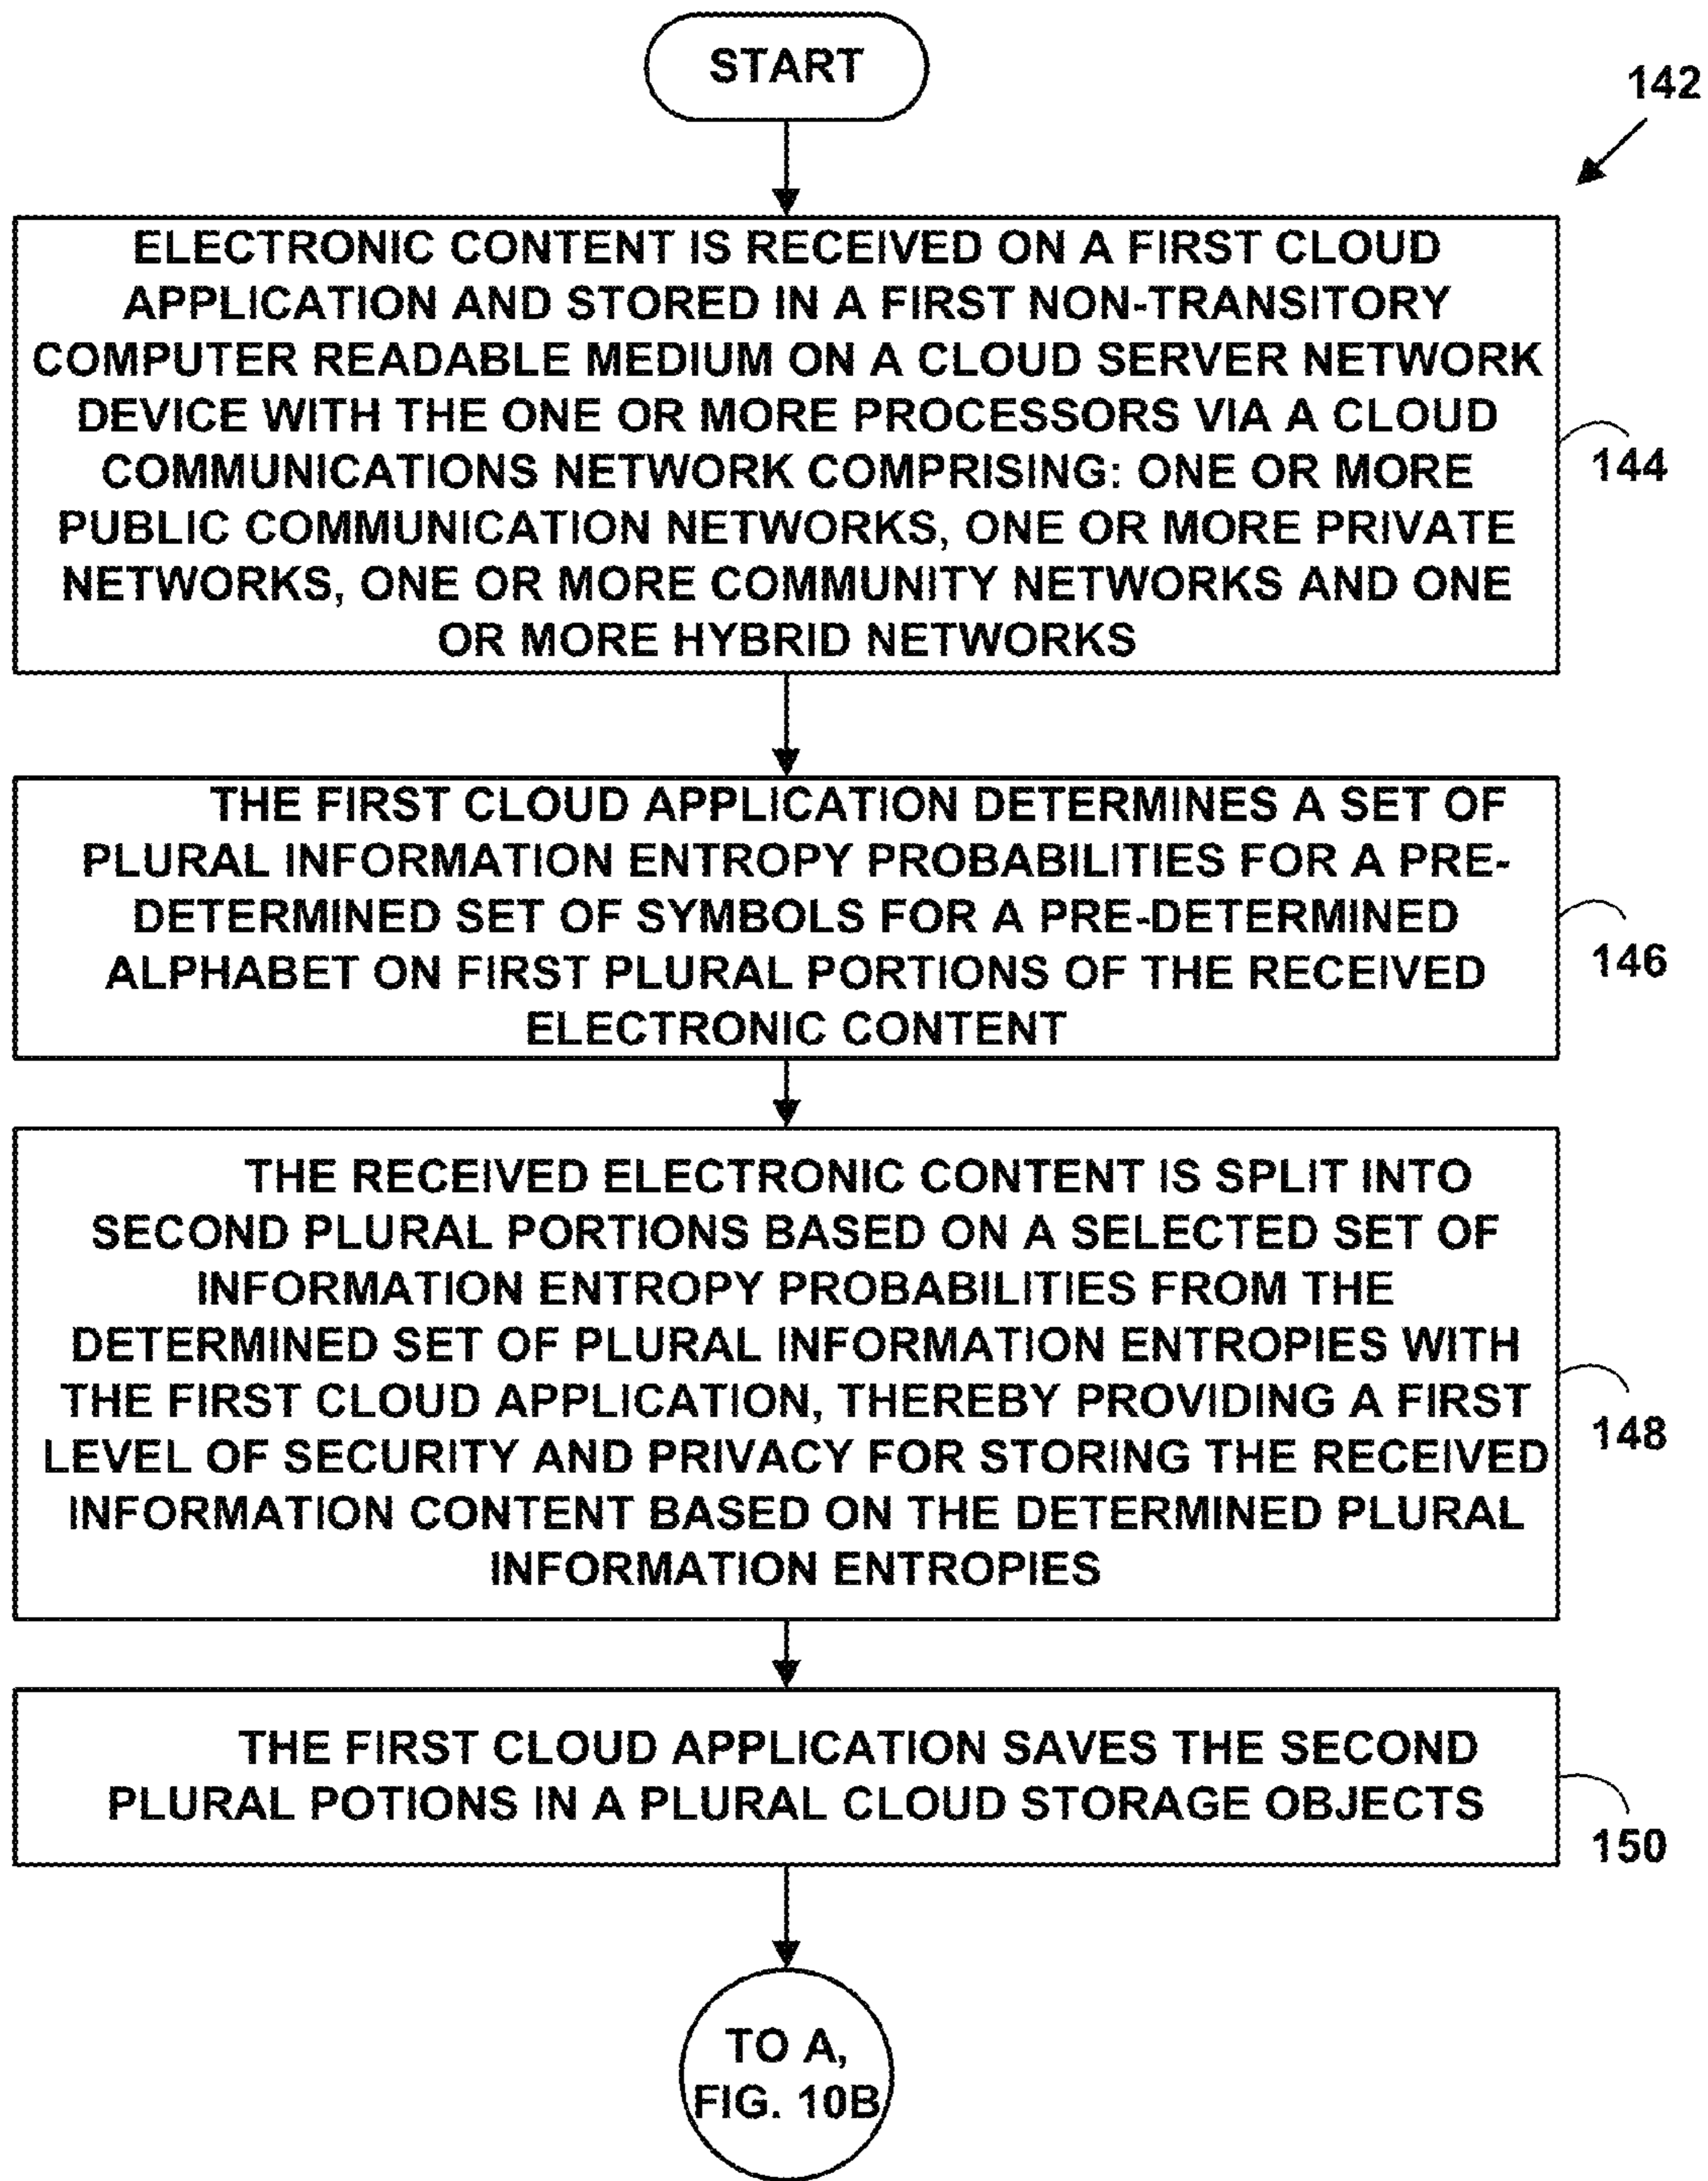 START
142
ELECTRONIC CONTENT IS RECEIVED ON A FIRST CLOUD
APPLICATION AND STORED IN A FIRST NON-TRANSITORY
COMPUTER READABLE MEDIUM ON A CLOUD SERVER NETWORK
DEVICE WITH THE ONE OR MORE PROCESSORS VIA A CLOUD
COMMUNICATIONS NETWORK COMPRISING: ONE OR MORE
PUBLIC COMMUNICATION NETWORKS, ONE OR MORE PRIVATE
NETWORKS, ONE OR MORE COMMUNITY NETWORKS AND ONE
OR MORE HYBRID NETWORKS
144
THE FIRST CLOUD APPLICATION DETERMINES A SET OF
PLURAL INFORMATION ENTROPY PROBABILITIES FOR A PRE-
DETERMINED SET OF SYMBOLS FOR A PRE-DETERMINED
ALPHABET ON FIRST PLURAL PORTIONS OF THE RECEIVED
ELECTRONIC CONTENT
146
THE RECEIVED ELECTRONIC CONTENT IS SPLIT INTO
SECOND PLURAL PORTIONS BASED ON A SELECTED SET OF
INFORMATION ENTROPY PROBABILITIES FROM THE
DETERMINED SET OF PLURAL INFORMATION ENTROPIES WITH
THE FIRST CLOUD APPLICATION, THEREBY PROVIDING A FIRST
LEVEL OF SECURITY AND PRIVACY FOR STORING THE RECEIVED
INFORMATION CONTENT BASED ON THE DETERMINED PLURAL
INFORMATION ENTROPIES
148
THE FIRST CLOUD APPLICATION SAVES THE SECOND
PLURAL POTIONS IN A PLURAL CLOUD STORAGE OBJECTS
150
TO A,
FIG. 10B